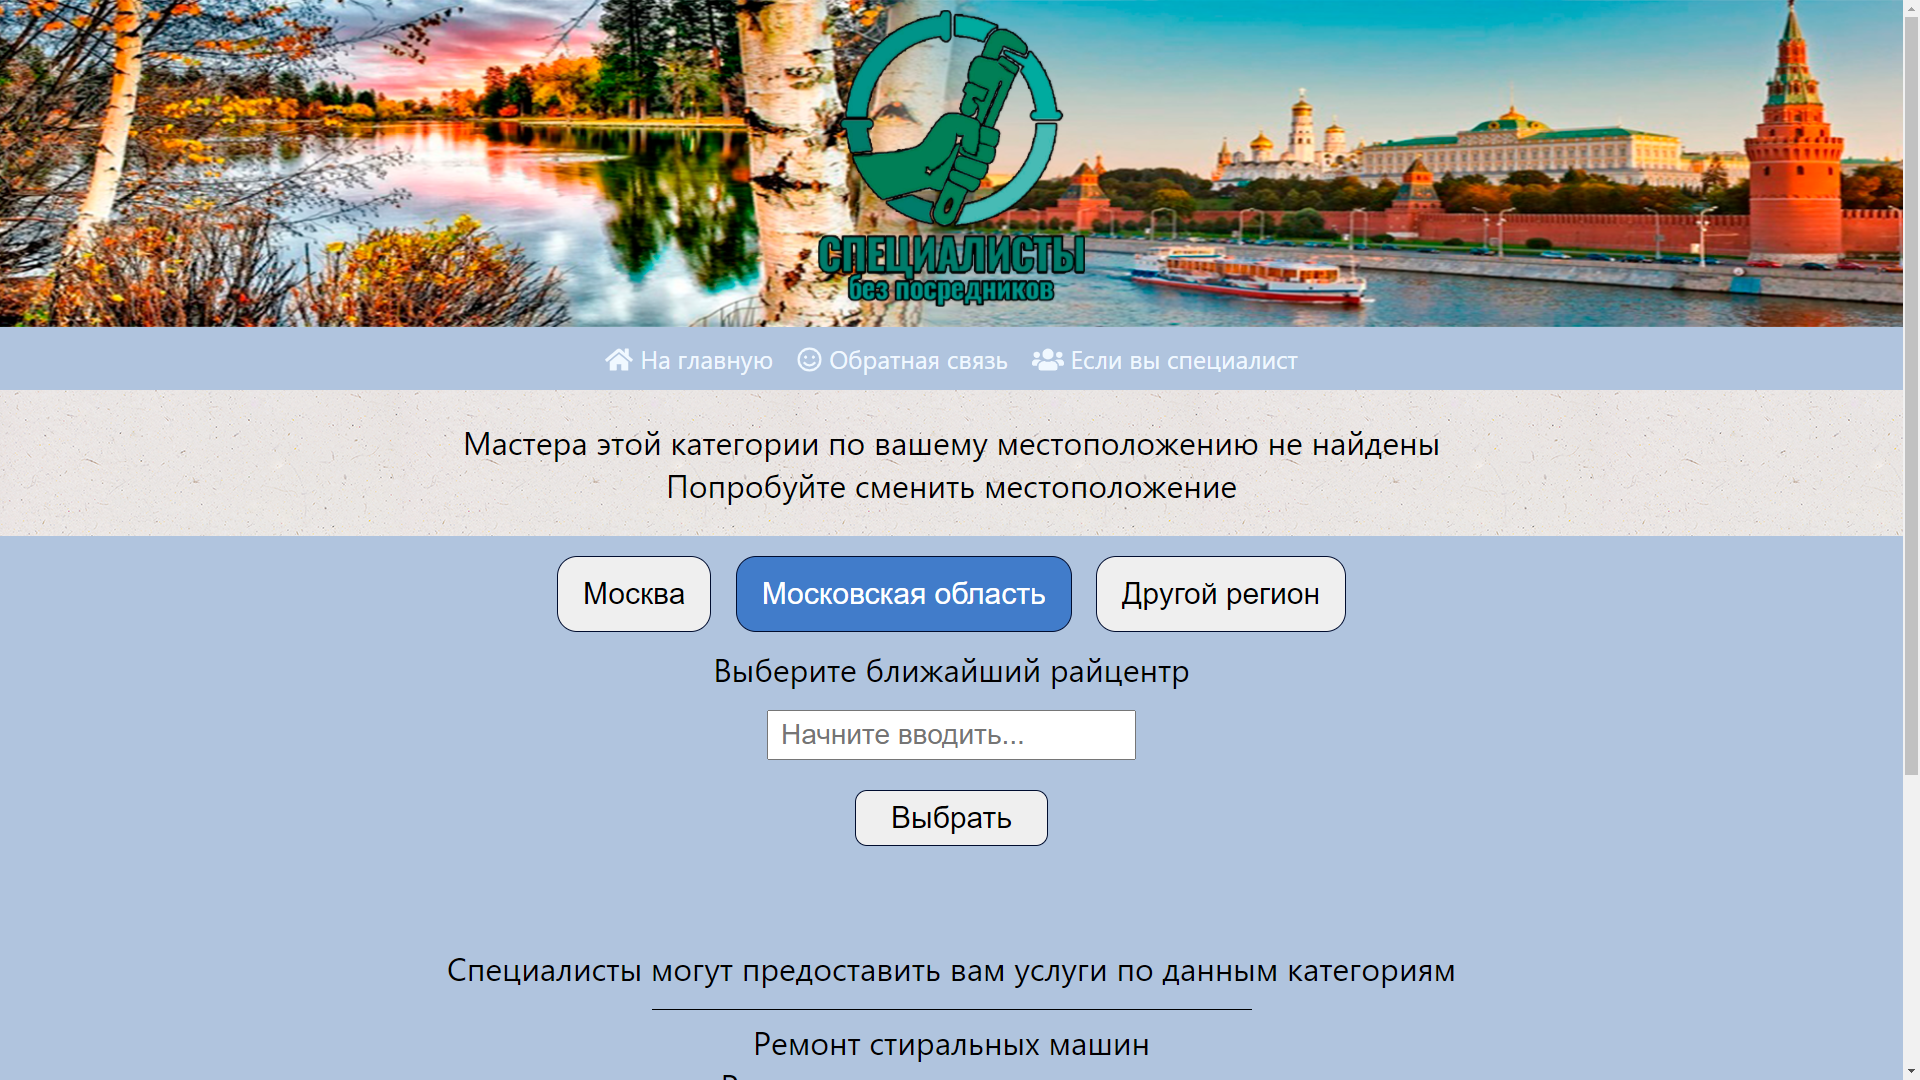 СПЕЦИАЛИСТЫ
без посредников
На главную Обратная связь Если вы специалист
Мастера этой категории по вашему местоположению не найдены
Попробуйте сменить местоположение
Москва Московская область Другой регион
Выберите ближайший райцентр
Начните вводить...
Выбрать
Специалисты могут предоставить вам услуги по данным категориям
Ремонт стиральных машин